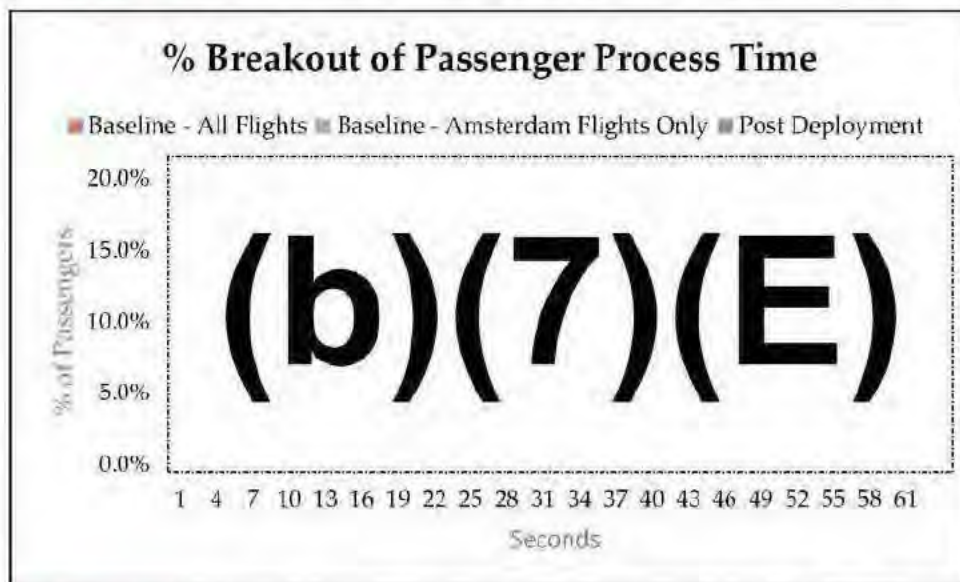 % Breakout of Passenger Process Time
Baseline - All Flights Baseline - Amsterdam Flights Only Post Deployment
20.0%
15.0%
10.0%
5.0%
0.0%
% of Passengers
(b)(7)(E)
1 4 7 10 13 16 19 22 25 28 31 34 37 40 43 46 49 52 55 58 61
Seconds